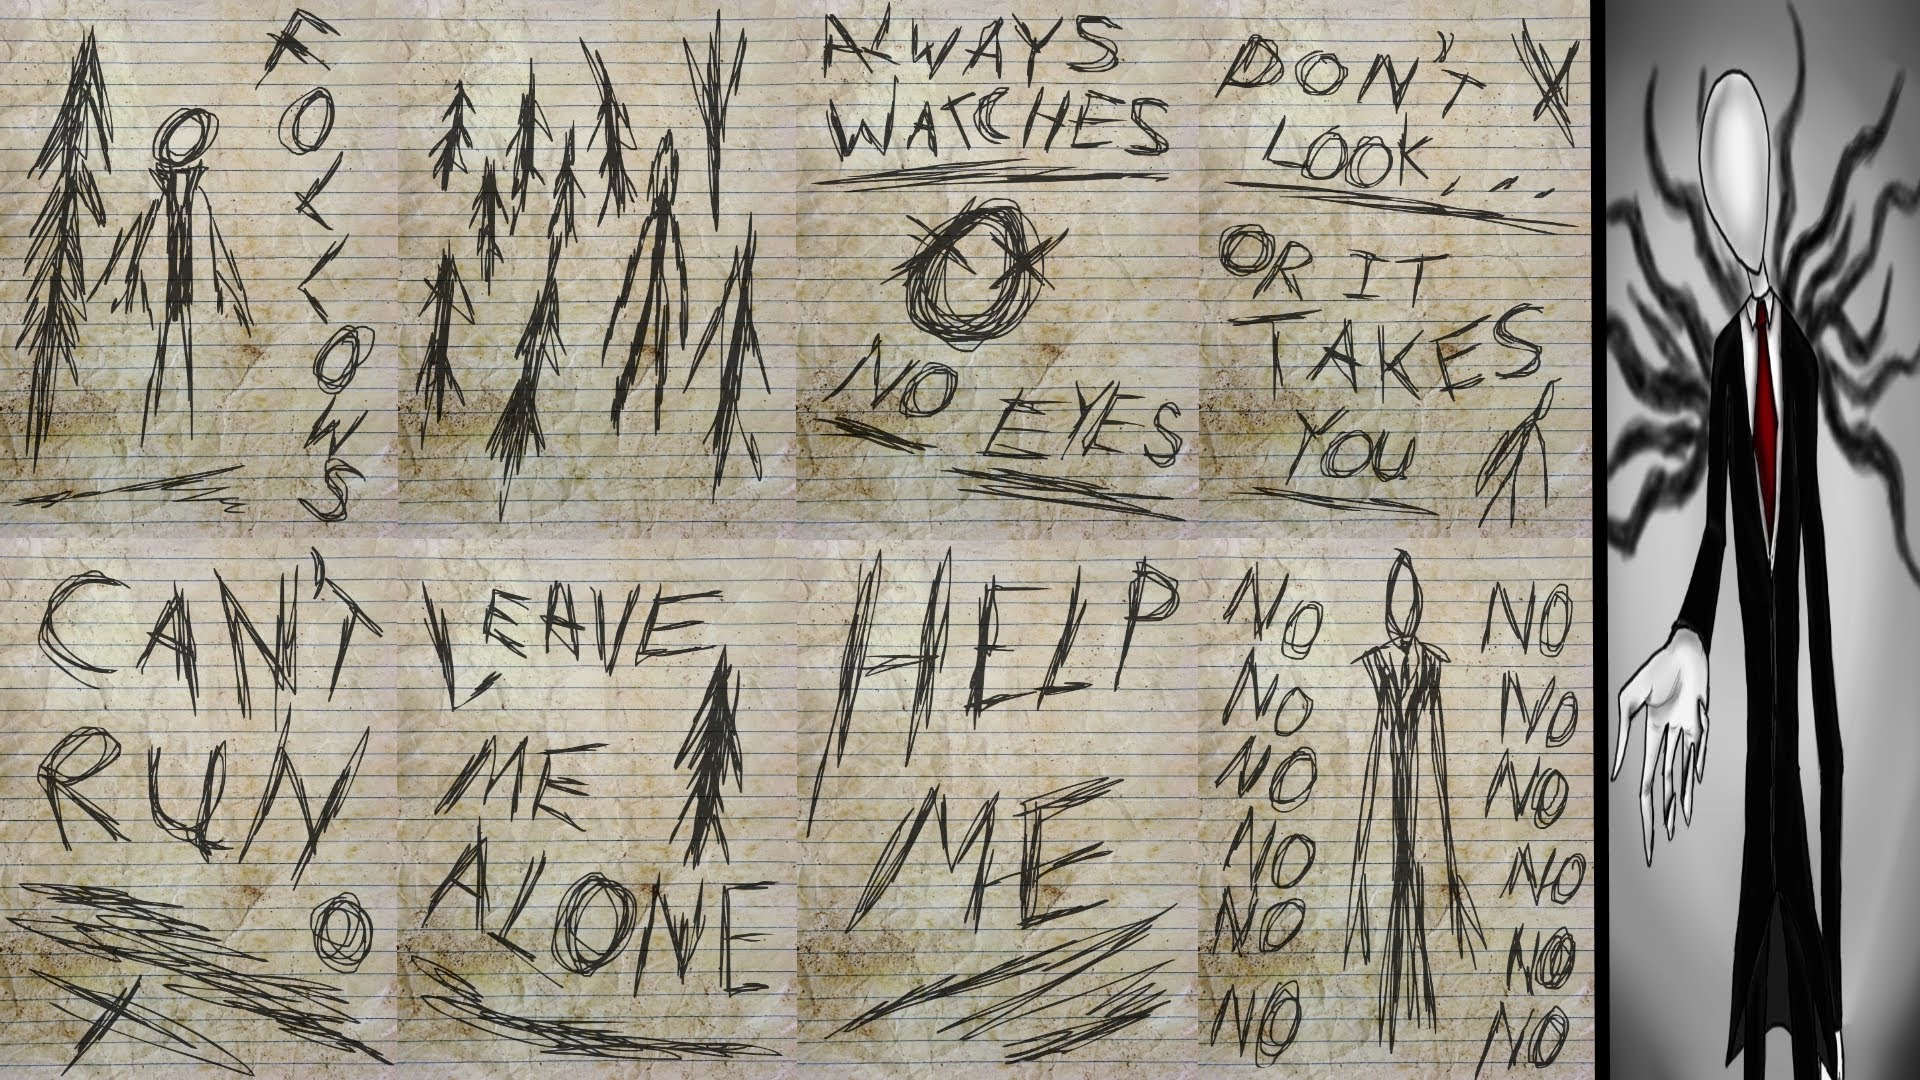 FOLLOWS
ALWAYS
WATCHES
NO
EYES
DON'T
LOOK...
OR IT
TAKES
YOU
CAN'T
RUN
LEAVE
ME
ALONE
HELP
ME
NO NO
NO NO
NO NO
NO NO
NO NO
NO NO